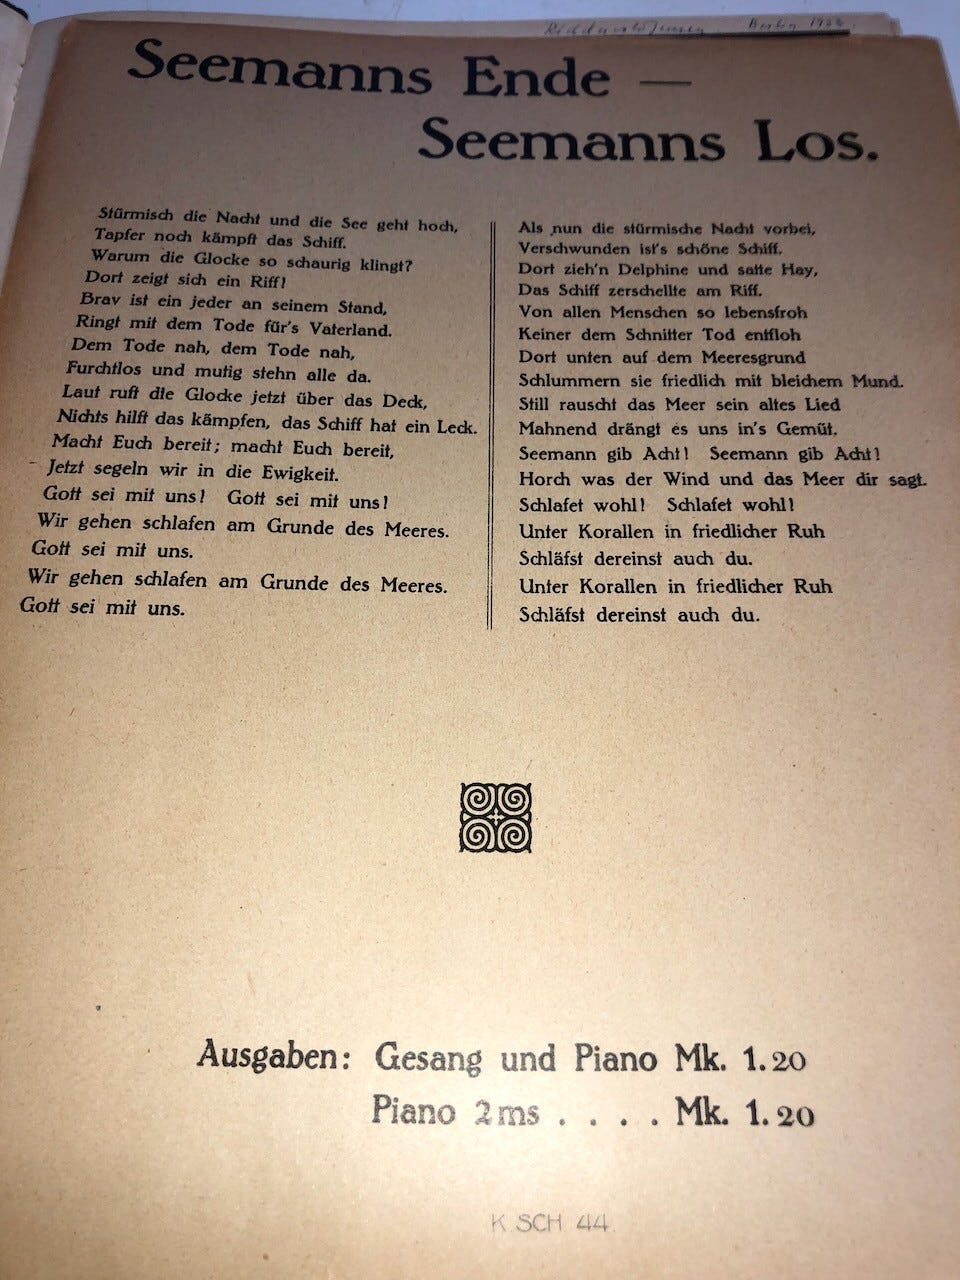 Berlin
Seemanns Ende —
Seemanns Los.
Stürmisch die Nacht und die See geht hoch,
Tapfer noch kämpft das Schiff.
Warum die Glocke so schaurig klingt?
Dort zeigt sich ein Riff!
Brav ist ein jeder an seinem Stand,
Ringt mit dem Tode für's Vaterland.
Dem Tode nah, dem Tode nah,
Furchtlos und mutig stehn alle da.
Laut ruft die Glocke jetzt über das Deck,
Nichts hilft das kämpfen, das Schiff hat ein Leck.
Macht Euch bereit; macht Euch bereit,
Jetzt segeln wir in die Ewigkeit.
Gott sei mit uns! Gott sei mit uns!
Wir gehen schlafen am Grunde des Meeres.
Gott sei mit uns.
Wir gehen schlafen am Grunde des Meeres.
Gott sei mit uns.
Als nun die stürmische Nacht vorbei,
Verschwunden ist's schöne Schiff.
Dort zieh'n Delphine und satte Hay,
Das Schiff zerschellte am Riff.
Von allen Menschen so lebensfroh
Keiner dem Schnitter Tod entfloh
Dort unten auf dem Meeresgrund
Schlummern sie friedlich mit bleichem Mund.
Still rauscht das Meer sein altes Lied
Mahnend drängt es uns in's Gemüt.
Seemann gib Acht! Seemann gib Acht!
Horch was der Wind und das Meer dir sagt.
Schlafet wohl! Schlafet wohl!
Unter Korallen in friedlicher Ruh
Schläfst dereinst auch du.
Unter Korallen in friedlicher Ruh
Schläfst dereinst auch du.
Ausgaben: Gesang und Piano Mk. 1.20
Piano 2ms . . . . Mk. 1.20
K SCH 44